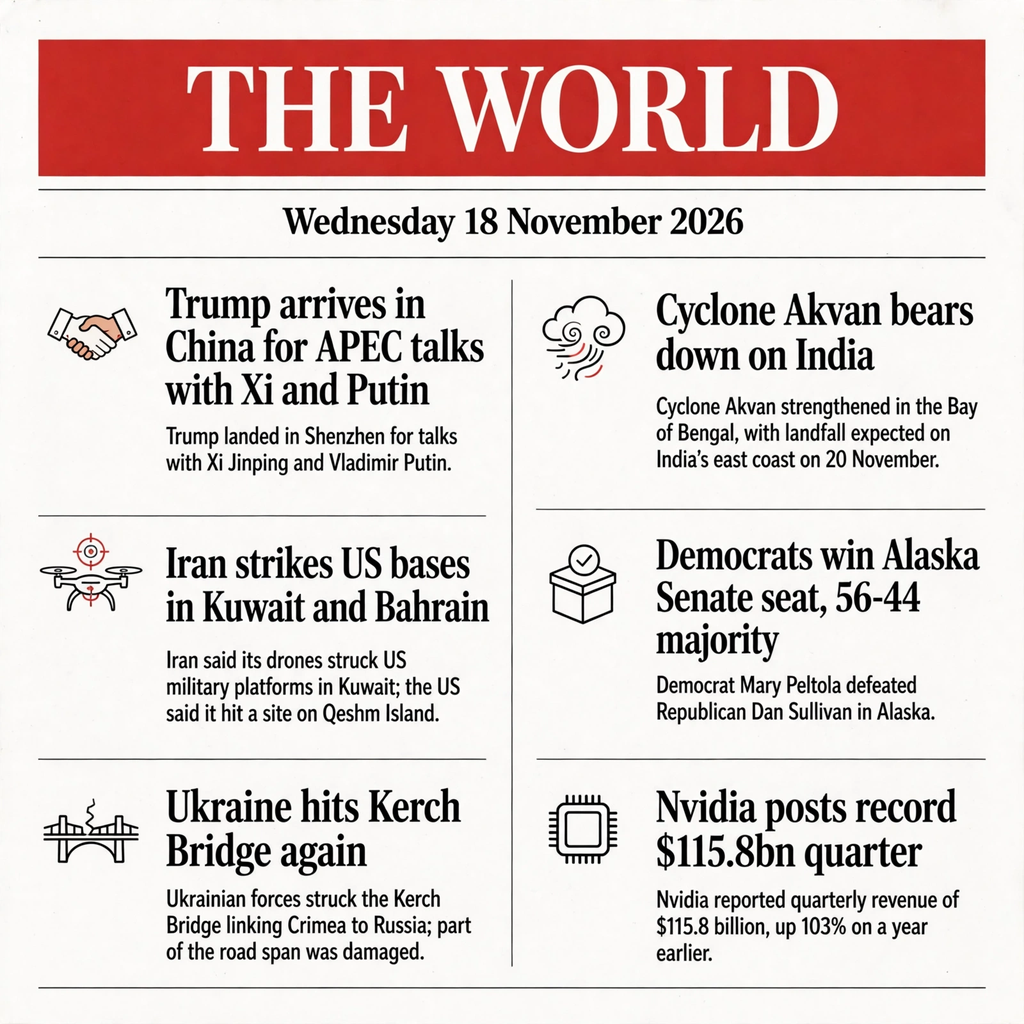 THE WORLD
Wednesday 18 November 2026
Trump arrives in
China for APEC talks
with Xi and Putin
Trump landed in Shenzhen for talks
with Xi Jinping and Vladimir Putin.
Iran strikes US bases
in Kuwait and Bahrain
Iran said its drones struck US
military platforms in Kuwait; the US
said it hit a site on Qeshm Island.
Ukraine hits Kerch
Bridge again
Ukrainian forces struck the Kerch
Bridge linking Crimea to Russia; part
of the road span was damaged.
Cyclone Akvan bears
down on India
Cyclone Akvan strengthened in the Bay
of Bengal, with landfall expected on
India's east coast on 20 November.
Democrats win Alaska
Senate seat, 56-44
majority
Democrat Mary Peltola defeated
Republican Dan Sullivan in Alaska.
Nvidia posts record
$115.8bn quarter
Nvidia reported quarterly revenue of
$115.8 billion, up 103% on a year
earlier.